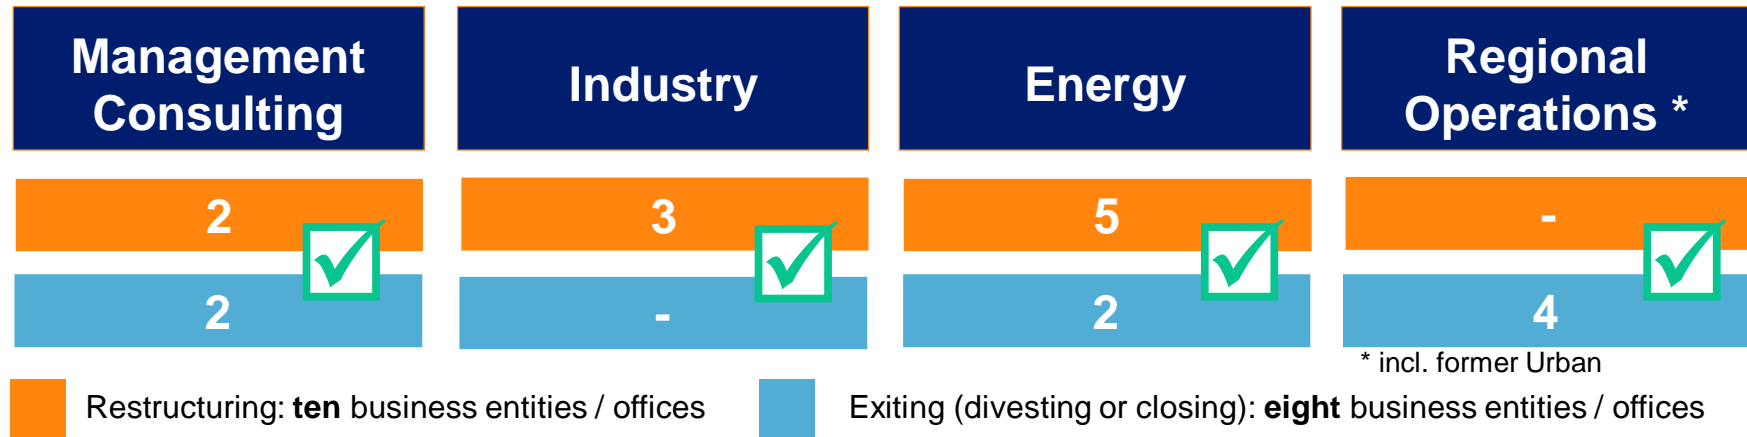 Management
Consulting
Industry
Energy
Regional
Operations *
2
3
5
-
2
-
2
4
* incl. former Urban
Restructuring: ten business entities / offices
Exiting (divesting or closing): eight business entities / offices